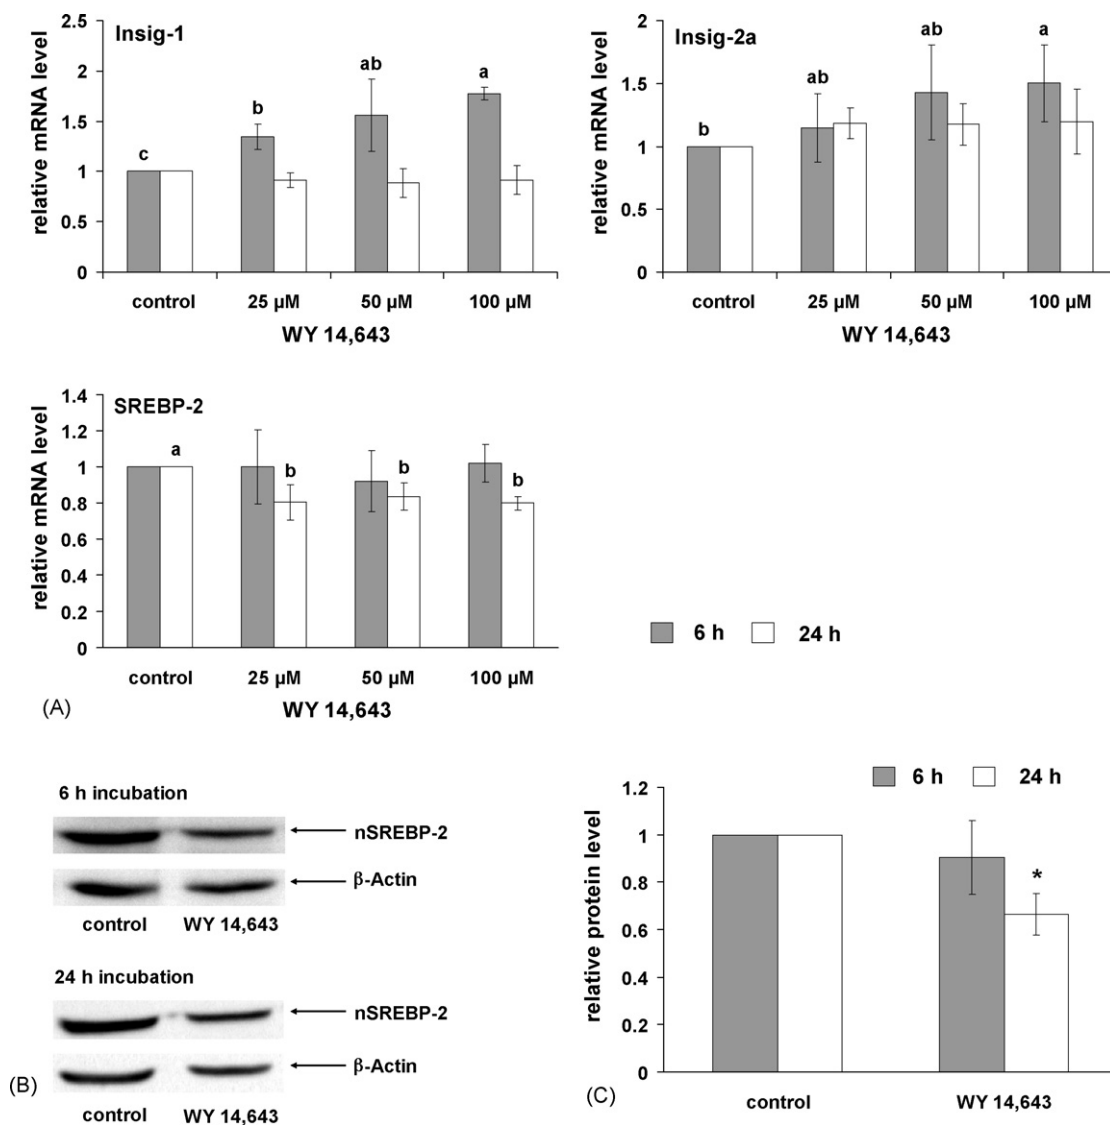 Insig-1
relative mRNA level
2.5
2
1.5
1
0.5
0
c
b
ab
a
control
25 µM
50 µM
100 µM
WY 14,643
Insig-2a
relative mRNA level
2
1.5
1
0.5
0
b
ab
ab
a
control
25 µM
50 µM
100 µM
WY 14,643
SREBP-2
relative mRNA level
1.4
1.2
1
0.8
0.6
0.4
0.2
0
a
b
b
b
control
25 µM
50 µM
100 µM
WY 14,643
(A)
6 h
24 h
6 h incubation
nSREBP-2
β-Actin
control WY 14,643
24 h incubation
nSREBP-2
β-Actin
control WY 14,643
(B)
6 h
24 h
relative protein level
1.2
1
0.8
0.6
0.4
0.2
0
*
control
WY 14,643
(C)